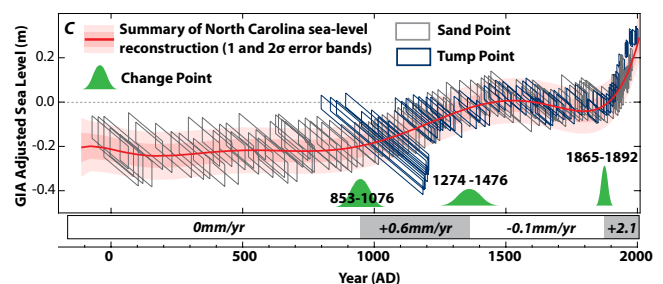 C
Summary of North Carolina sea-level
reconstruction (1 and 2σ error bands)
Change Point
Sand Point
Tump Point
GIA Adjusted Sea Level (m)
0.2
0.0
-0.2
-0.4
853-1076
1274 -1476
1865-1892
0mm/yr
+0.6mm/yr
-0.1mm/yr
+2.1
0
500
1000
1500
2000
Year (AD)